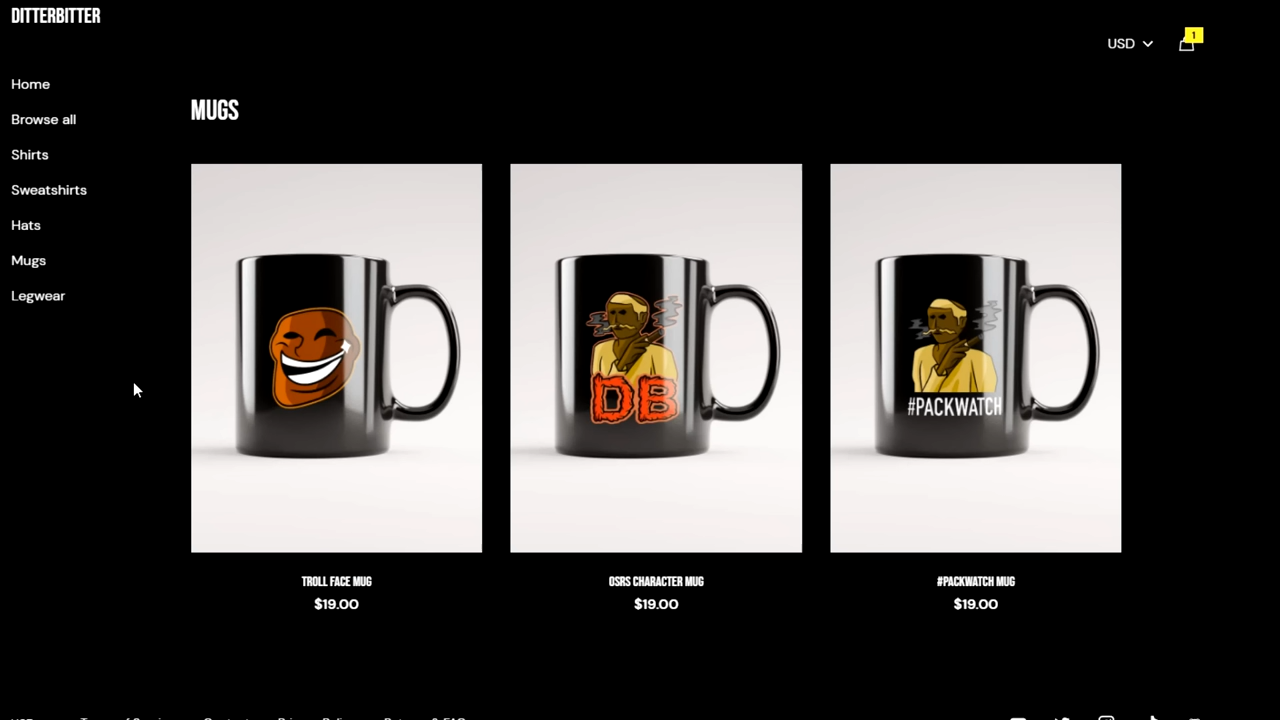 DITTERBITTER
USD
1
Home
Browse all
Shirts
Sweatshirts
Hats
Mugs
Legwear
MUGS
DB
#PACKWATCH
TROLL FACE MUG
$19.00
OSRS CHARACTER MUG
$19.00
#PACKWATCH MUG
$19.00